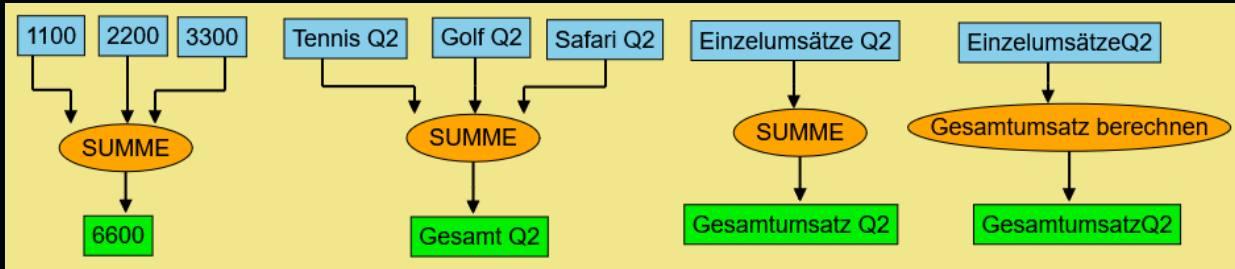 1100
2200
3300
SUMME
6600
Tennis Q2
Golf Q2
Safari Q2
SUMME
Gesamt Q2
Einzelumsätze Q2
SUMME
Gesamtumsatz Q2
EinzelumsätzeQ2
Gesamtumsatz berechnen
GesamtumsatzQ2